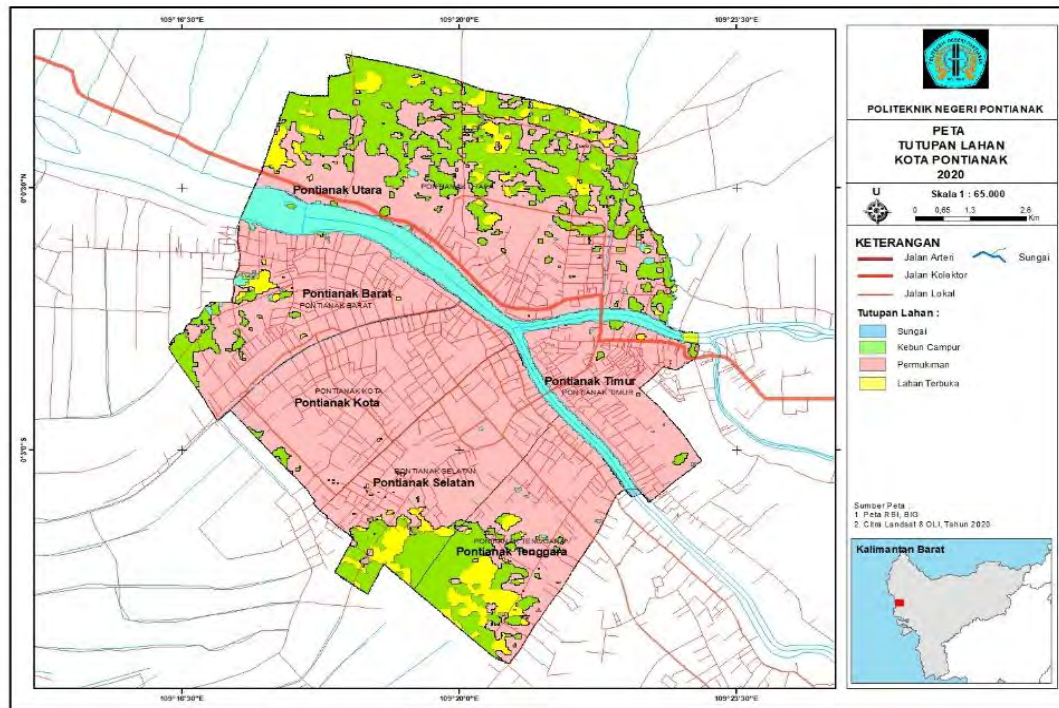 109°16'30"E
109°20'0"E
109°23'30"E
0°0'30"N
0°3'0"S
Pontianak Utara
Pontianak Barat
PONTIANAK BARAT
PONTIANAK KOTA
Pontianak Kota
Pontianak Timur
PONTIANAK TIMUR
PONTIANAK SELATAN
Pontianak Selatan
Pontianak Tenggara
109°16'30"E
109°20'0"E
109°23'30"E
POLITEKNIK NEGERI PONTIANAK
PETA
TUTUPAN LAHAN
KOTA PONTIANAK
2020
U
Skala 1 : 65.000
0 0,65 1,3 2,6
Km
KETERANGAN
Jalan Arteri
Sungai
Jalan Kolektor
Jalan Lokal
Tutupan Lahan :
Sungai
Kebun Campur
Permukiman
Lahan Terbuka
Sumber Peta :
1. Peta RBI, BIG
2. Citra Landsat 8 OLI, Tahun 2020
Kalimantan Barat